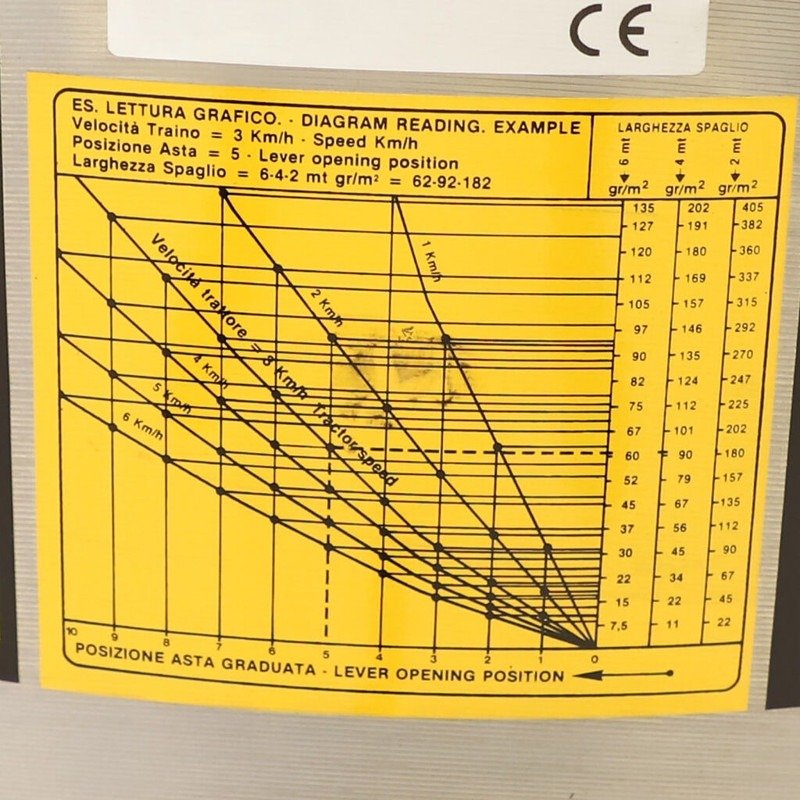 CE
ES. LETTURA GRAFICO. - DIAGRAM READING. EXAMPLE
Velocità Traino = 3 Km/h - Speed Km/h
Posizione Asta = 5 - Lever opening position
Larghezza Spaglio = 6-4-2 mt gr/m² = 62-92-182
LARGHEZZA SPAGLIO
6 mt 4 mt 2 mt
gr/m² gr/m² gr/m²
135 202 405
127 191 382
120 180 360
112 169 337
105 157 315
97 146 292
90 135 270
82 124 247
75 112 225
67 101 202
60 90 180
52 79 157
45 67 135
37 56 112
30 45 90
22 34 67
15 22 45
7,5 11 22
1 Km/h
2 Km/h
Velocità trattore = 3 Km/h Tractor speed
4 Km/h
5 Km/h
6 Km/h
10 9 8 7 6 5 4 3 2 1 0
POSIZIONE ASTA GRADUATA - LEVER OPENING POSITION